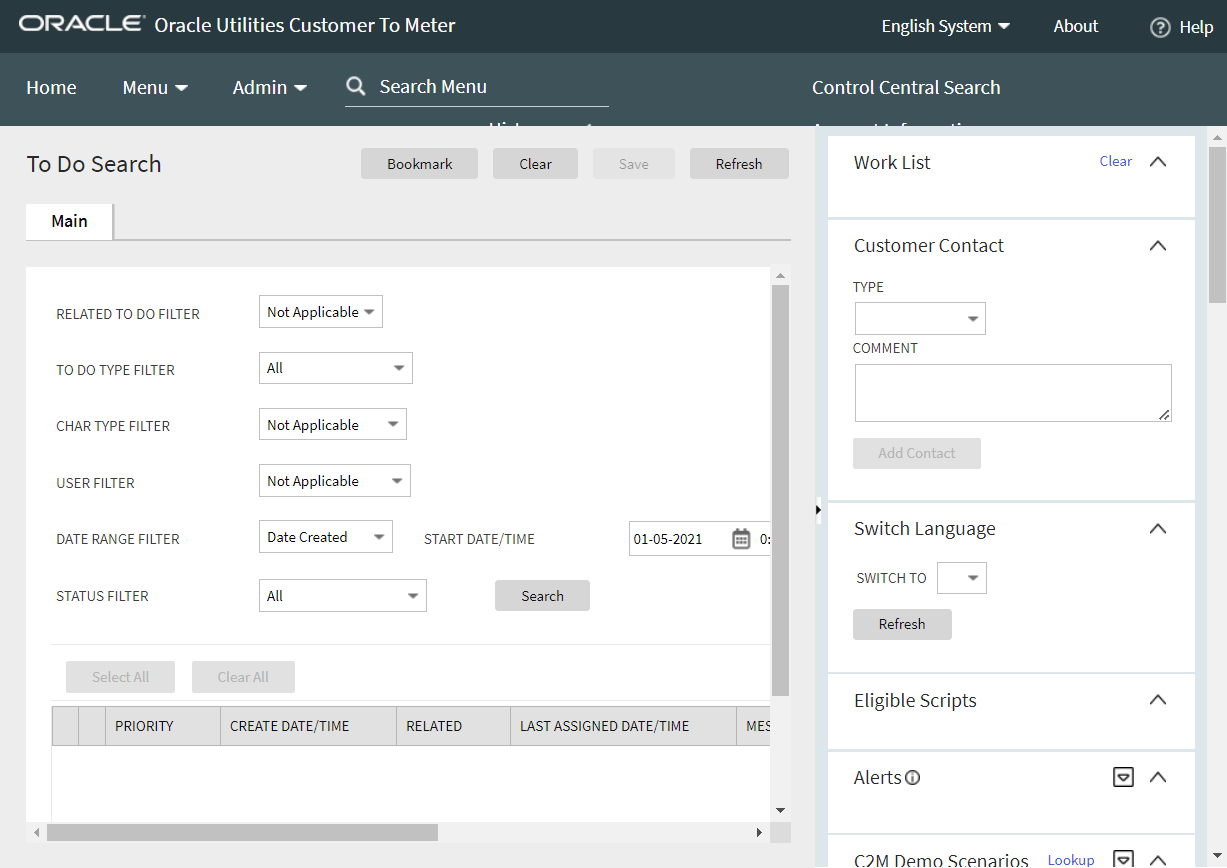 ORACLE Oracle Utilities Customer To Meter English System About Help
Home Menu Admin Search Menu Control Central Search
To Do Search Bookmark Clear Save Refresh
Main
RELATED TO DO FILTER Not Applicable
TO DO TYPE FILTER All
CHAR TYPE FILTER Not Applicable
USER FILTER Not Applicable
DATE RANGE FILTER Date Created START DATE/TIME 01-05-2021 0:
STATUS FILTER All Search
Select All Clear All
PRIORITY CREATE DATE/TIME RELATED LAST ASSIGNED DATE/TIME MES
Work List Clear
Customer Contact
TYPE
COMMENT
Add Contact
Switch Language
SWITCH TO
Refresh
Eligible Scripts
Alerts
C2M Demo Scenarios Lookup